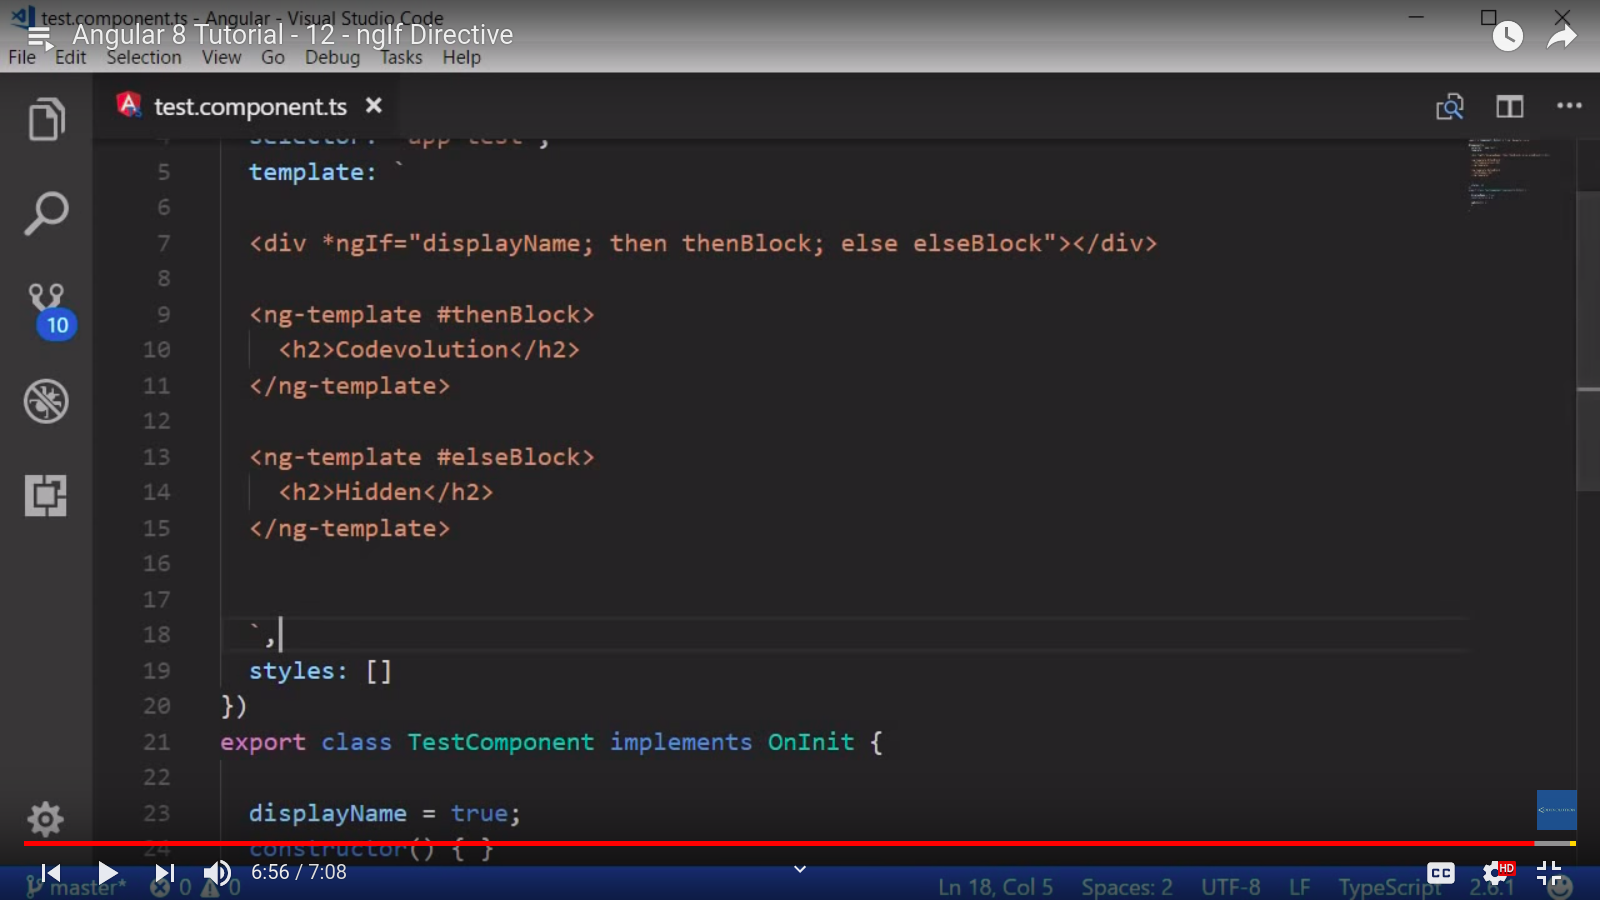 test.component.ts - Angular - Visual Studio Code
Angular 8 Tutorial - 12 - ngIf Directive
File Edit Selection View Go Debug Tasks Help
test.component.ts
4 selector: 'app-test',
5 template: `
6
7 <div *ngIf="displayName; then thenBlock; else elseBlock"></div>
8
9 <ng-template #thenBlock>
10 <h2>Codevolution</h2>
11 </ng-template>
12
13 <ng-template #elseBlock>
14 <h2>Hidden</h2>
15 </ng-template>
16
17
18 `,
19 styles: []
20 })
21 export class TestComponent implements OnInit {
22
23 displayName = true;
24 constructor() { }
10
6:56 / 7:08
CC
HD
master* 0 0 Ln 18, Col 5 Spaces: 2 UTF-8 LF TypeScript 2.6.1